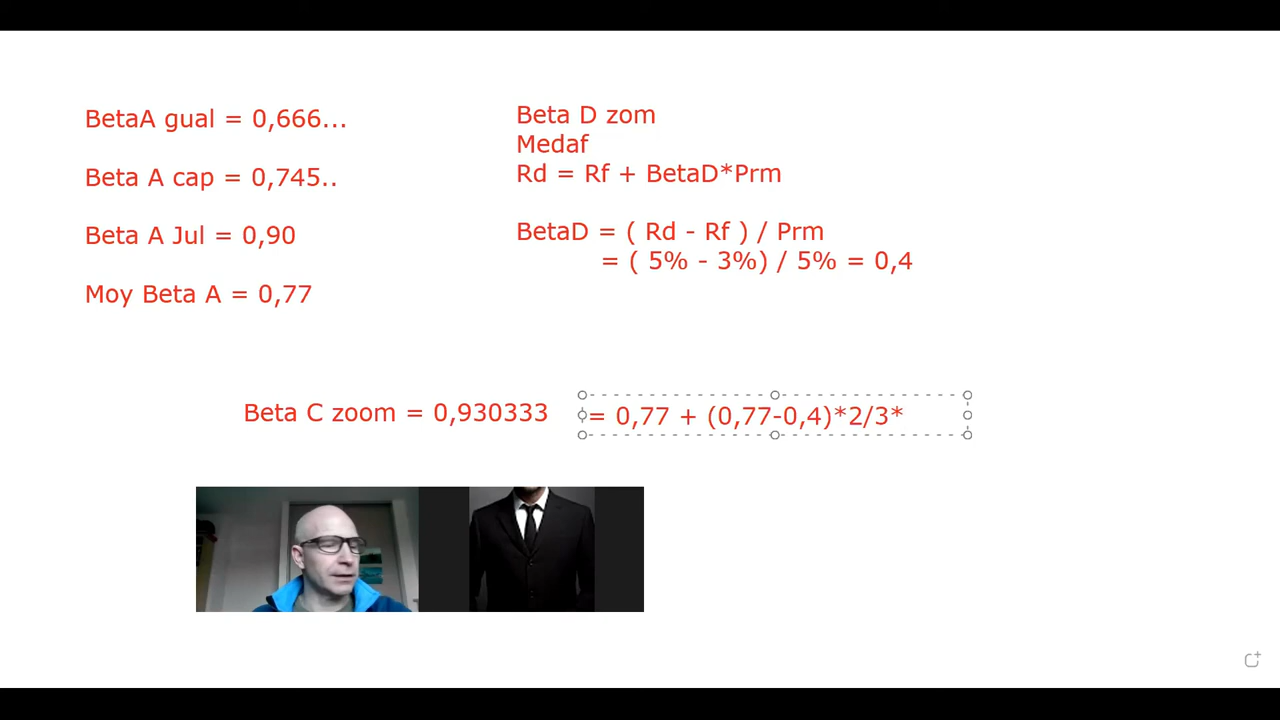 BetaA gual = 0,666...
Beta A cap = 0,745..
Beta A Jul = 0,90
Moy Beta A = 0,77
Beta D zom
Medaf
Rd = Rf + BetaD*Prm
BetaD = ( Rd - Rf ) / Prm
= ( 5% - 3%) / 5% = 0,4
Beta C zoom = 0,930333
= 0,77 + (0,77-0,4)*2/3*